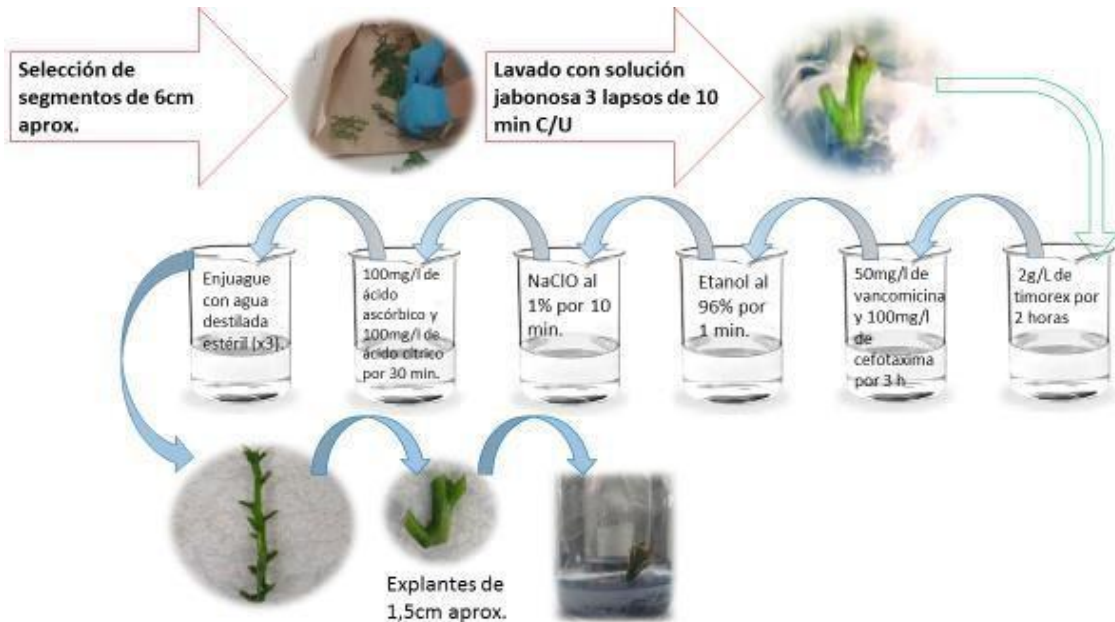 Selección de
segmentos de 6cm
aprox.
Lavado con solución
jabonosa 3 lapsos de 10
min C/U
2g/L de
timorex por
2 horas
50mg/l de
vancomicina
y 100mg/l
de
cefotaxima
por 3 h
Etanol al
96% por
1 min.
NaClO al
1% por 10
min.
100mg/l de
ácido
ascórbico y
100mg/l de
ácido cítrico
por 30 min.
Enjuague
con agua
destilada
estéril (x3).
Explantes de
1,5cm aprox.